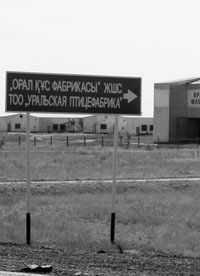 „ОРАЛ ҚҰС ФАБРИКАСЫ” ЖШС
ТОО „УРАЛЬСКАЯ ПТИЦЕФАБРИКА”